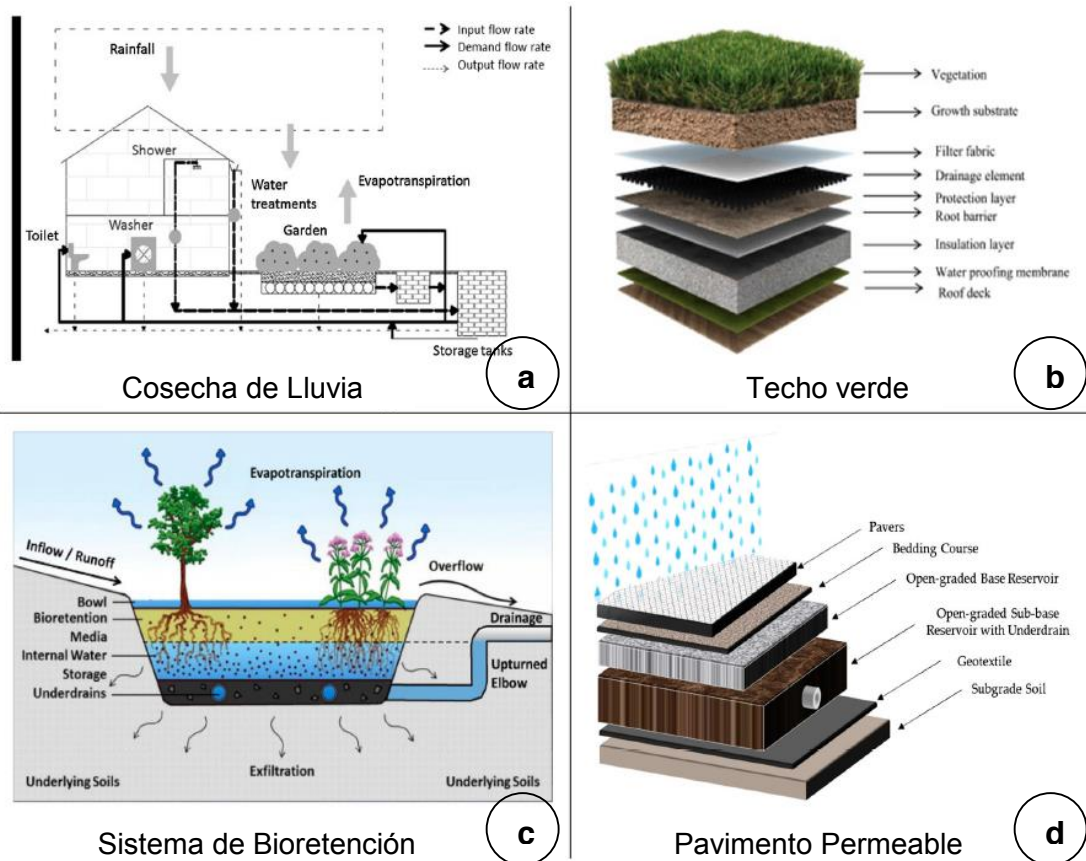 Rainfall
Input flow rate
Demand flow rate
Output flow rate
Shower
Water
treatments
Evapotranspiration
Washer
Garden
Toilet
Storage tanks
Cosecha de Lluvia
a
Vegetation
Growth substrate
Filter fabric
Drainage element
Protection layer
Root barrier
Insulation layer
Water proofing membrane
Roof deck
Techo verde
b
Evapotranspiration
Inflow / Runoff
Overflow
Bowl
Bioretention
Media
Internal Water
Storage
Underdrains
Drainage
Upturned
Elbow
Exfiltration
Underlying Soils
Underlying Soils
Sistema de Bioretención
c
Pavers
Bedding Course
Open-graded Base Reservoir
Open-graded Sub-base
Reservoir with Underdrain
Geotextile
Subgrade Soil
Pavimento Permeable
d